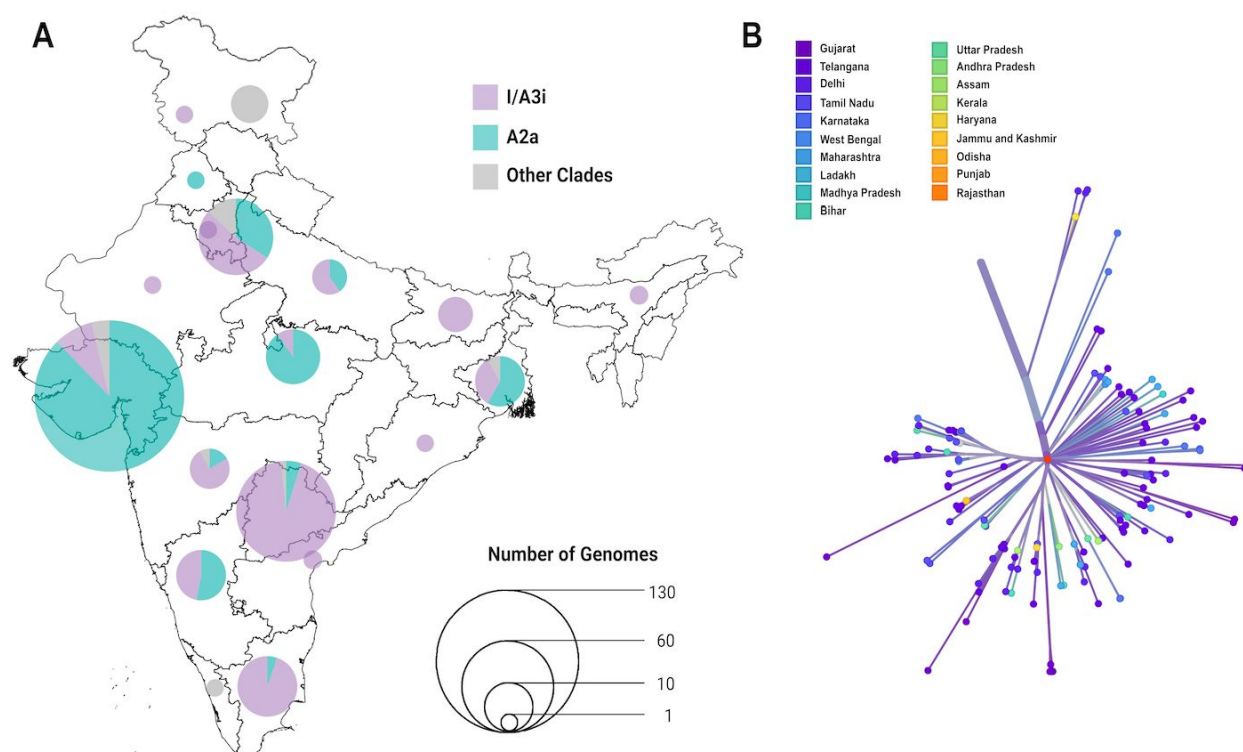 A
I/A3i
A2a
Other Clades
Number of Genomes
130
60
10
1
B
Gujarat
Telangana
Delhi
Tamil Nadu
Karnataka
West Bengal
Maharashtra
Ladakh
Madhya Pradesh
Bihar
Uttar Pradesh
Andhra Pradesh
Assam
Kerala
Haryana
Jammu and Kashmir
Odisha
Punjab
Rajasthan